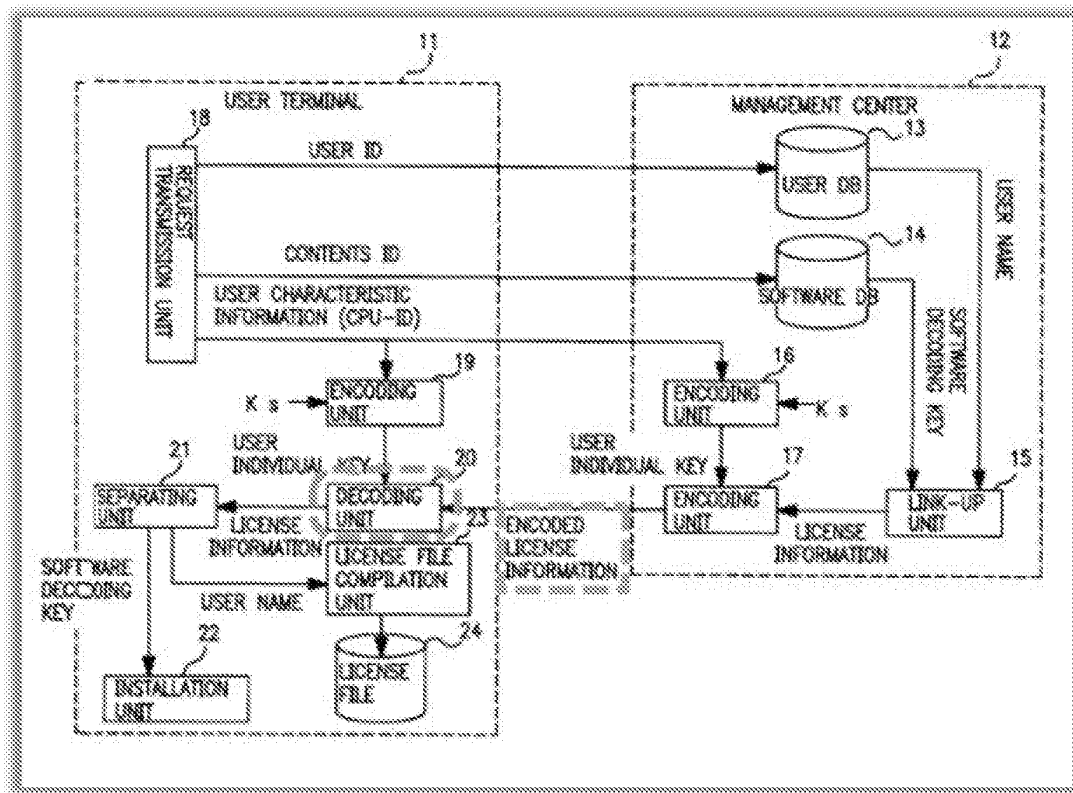 11
12
USER TERMINAL
MANAGEMENT CENTER
18
13
REQUEST
TRANSMISSION UNIT
USER ID
USER DB
USER NAME
14
CONTENTS ID
SOFTWARE DB
USER CHARACTERISTIC
INFORMATION (CPU-ID)
SOFTWARE
DECODING KEY
19
16
K s
ENCODING
UNIT
ENCODING
UNIT
K s
USER
INDIVIDUAL KEY
USER
INDIVIDUAL KEY
21
20
17
15
SEPARATING
UNIT
DECODING
UNIT
ENCODING
UNIT
LINK-UP
UNIT
LICENSE
INFORMATION
23
ENCODED
LICENSE
INFORMATION
LICENSE
INFORMATION
LICENSE FILE
COMPILATION
UNIT
SOFTWARE
DECODING
KEY
USER NAME
22
24
INSTALLATION
UNIT
LICENSE
FILE